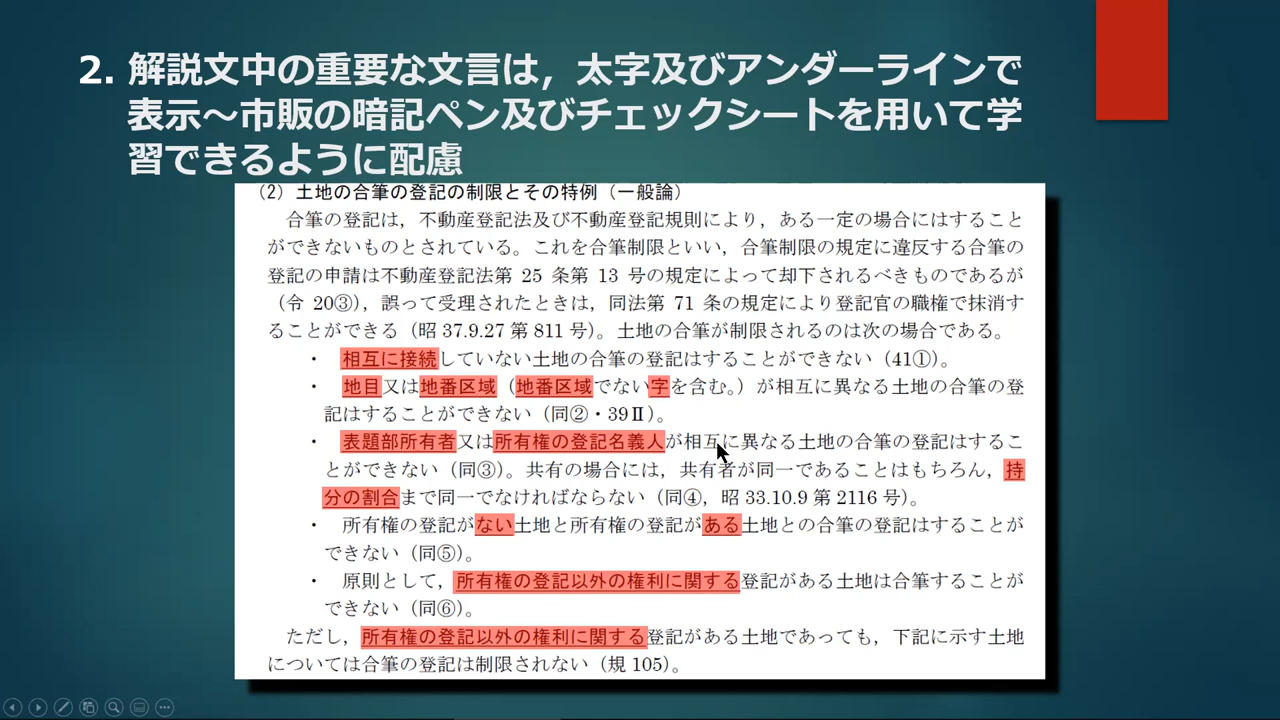 2. 解説文中の重要な文言は，太字及びアンダーラインで
表示～市販の暗記ペン及びチェックシートを用いて学
習できるように配慮
（2）土地の合筆の登記の制限とその特例（一般論）
合筆の登記は，不動産登記法及び不動産登記規則により，ある一定の場合にはすること
ができないものとされている。これを合筆制限といい，合筆制限の規定に違反する合筆の
登記の申請は不動産登記法第 25 条第 13 号の規定によって却下されるべきものであるが
（令 20③），誤って受理されたときは，同法第 71 条の規定により登記官の職権で抹消す
ることができる（昭 37.9.27 第 811 号）。土地の合筆が制限されるのは次の場合である。
・ 相互に接続していない土地の合筆の登記はすることができない（41①）。
・ 地目又は地番区域（地番区域でない字を含む。）が相互に異なる土地の合筆の登
記はすることができない（同②・39Ⅱ）。
・ 表題部所有者又は所有権の登記名義人が相互に異なる土地の合筆の登記はするこ
とができない（同③）。共有の場合には，共有者が同一であることはもちろん，持
分の割合まで同一でなければならない（同④，昭 33.10.9 第 2116 号）。
・ 所有権の登記がない土地と所有権の登記がある土地との合筆の登記はすることが
できない（同⑤）。
・ 原則として，所有権の登記以外の権利に関する登記がある土地は合筆することが
できない（同⑥）。
ただし，所有権の登記以外の権利に関する登記がある土地であっても，下記に示す土地
については合筆の登記は制限されない（規 105）。